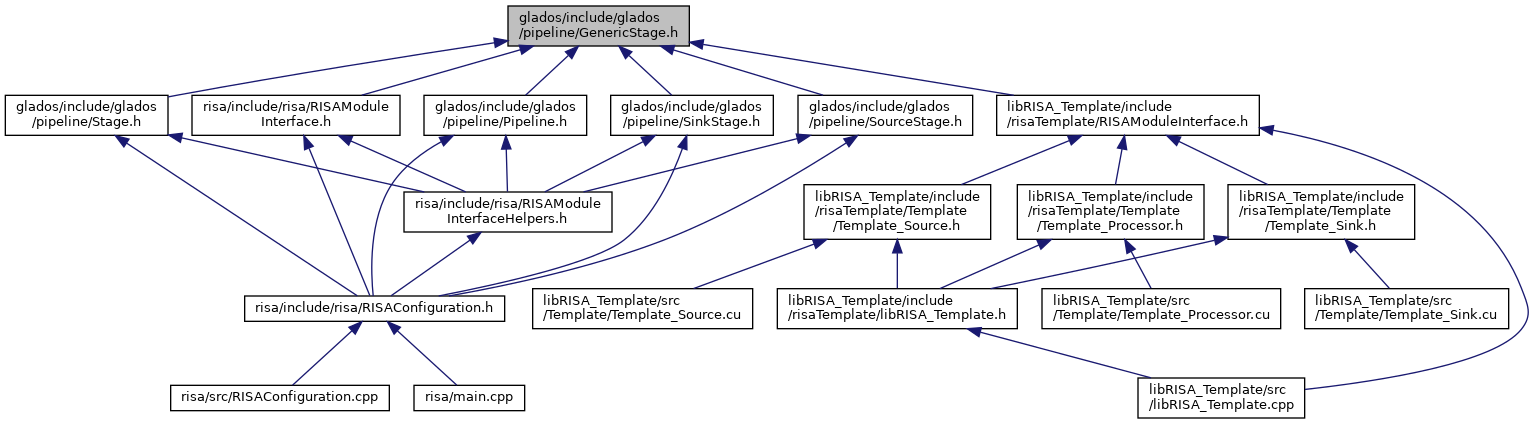 glados/include/glados
/pipeline/GenericStage.h
glados/include/glados
/pipeline/Stage.h
risa/include/risa/RISAModule
Interface.h
glados/include/glados
/pipeline/Pipeline.h
glados/include/glados
/pipeline/SinkStage.h
glados/include/glados
/pipeline/SourceStage.h
libRISA_Template/include
/risaTemplate/RISAModuleInterface.h
risa/include/risa/RISAModule
InterfaceHelpers.h
libRISA_Template/include
/risaTemplate/Template
/Template_Source.h
libRISA_Template/include
/risaTemplate/Template
/Template_Processor.h
libRISA_Template/include
/risaTemplate/Template
/Template_Sink.h
risa/include/risa/RISAConfiguration.h
libRISA_Template/src
/Template/Template_Source.cu
libRISA_Template/include
/risaTemplate/libRISA_Template.h
libRISA_Template/src
/Template/Template_Processor.cu
libRISA_Template/src
/Template/Template_Sink.cu
risa/src/RISAConfiguration.cpp
risa/main.cpp
libRISA_Template/src
/libRISA_Template.cpp